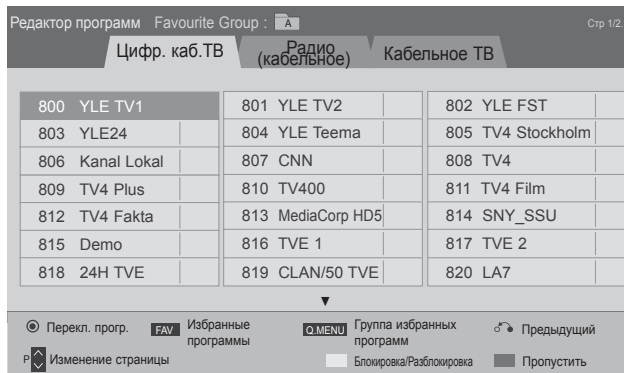 Редактор программ Favourite Group : A Стр 1/2.
Цифр. каб.ТВ Радио (кабельное) Кабельное ТВ
800 YLE TV1 801 YLE TV2 802 YLE FST
803 YLE24 804 YLE Teema 805 TV4 Stockholm
806 Kanal Lokal 807 CNN 808 TV4
809 TV4 Plus 810 TV400 811 TV4 Film
812 TV4 Fakta 813 MediaCorp HD5 814 SNY_SSU
815 Demo 816 TVE 1 817 TVE 2
818 24H TVE 819 CLAN/50 TVE 820 LA7
Перекл. прогр. FAV Избранные программы Q.MENU Группа избранных программ Предыдущий
P Изменение страницы Блокировка/Разблокировка Пропустить